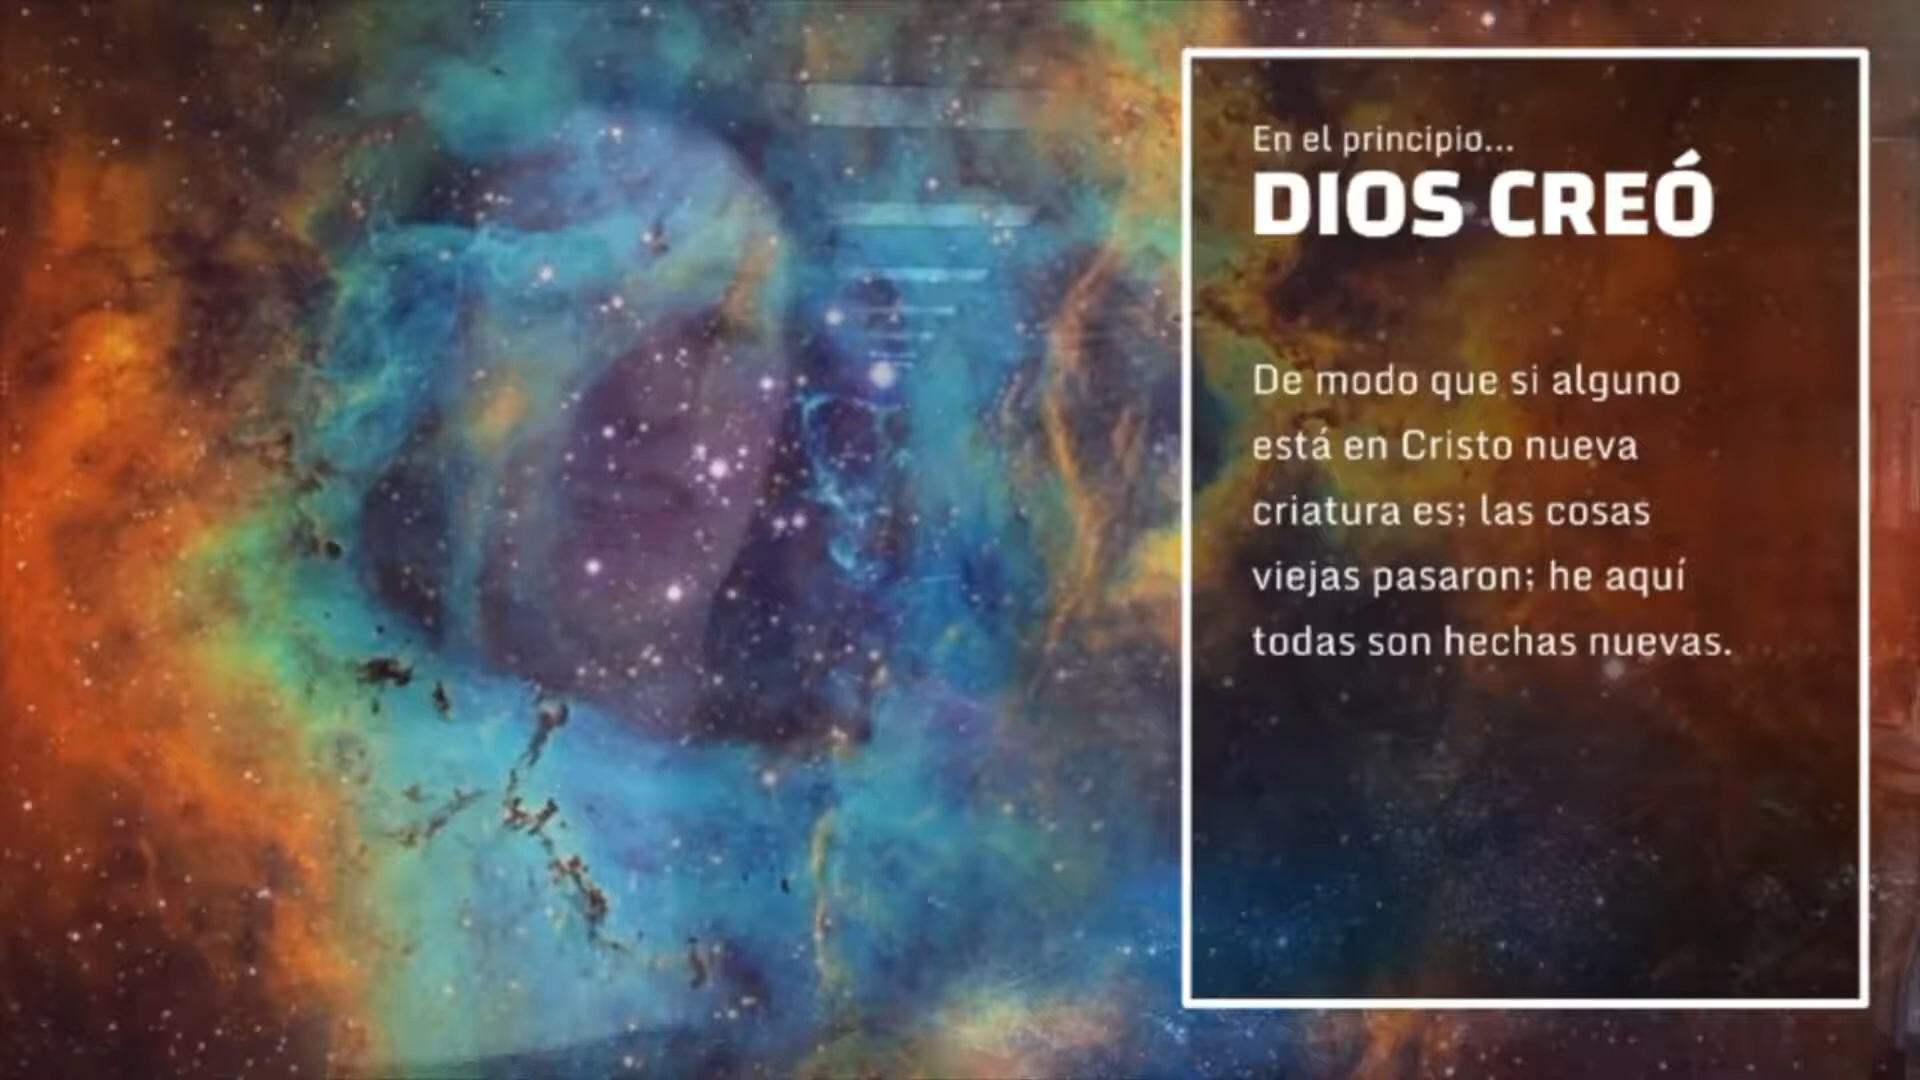 En el principio...
DIOS CREÓ
De modo que si alguno
está en Cristo nueva
criatura es; las cosas
viejas pasaron; he aquí
todas son hechas nuevas.